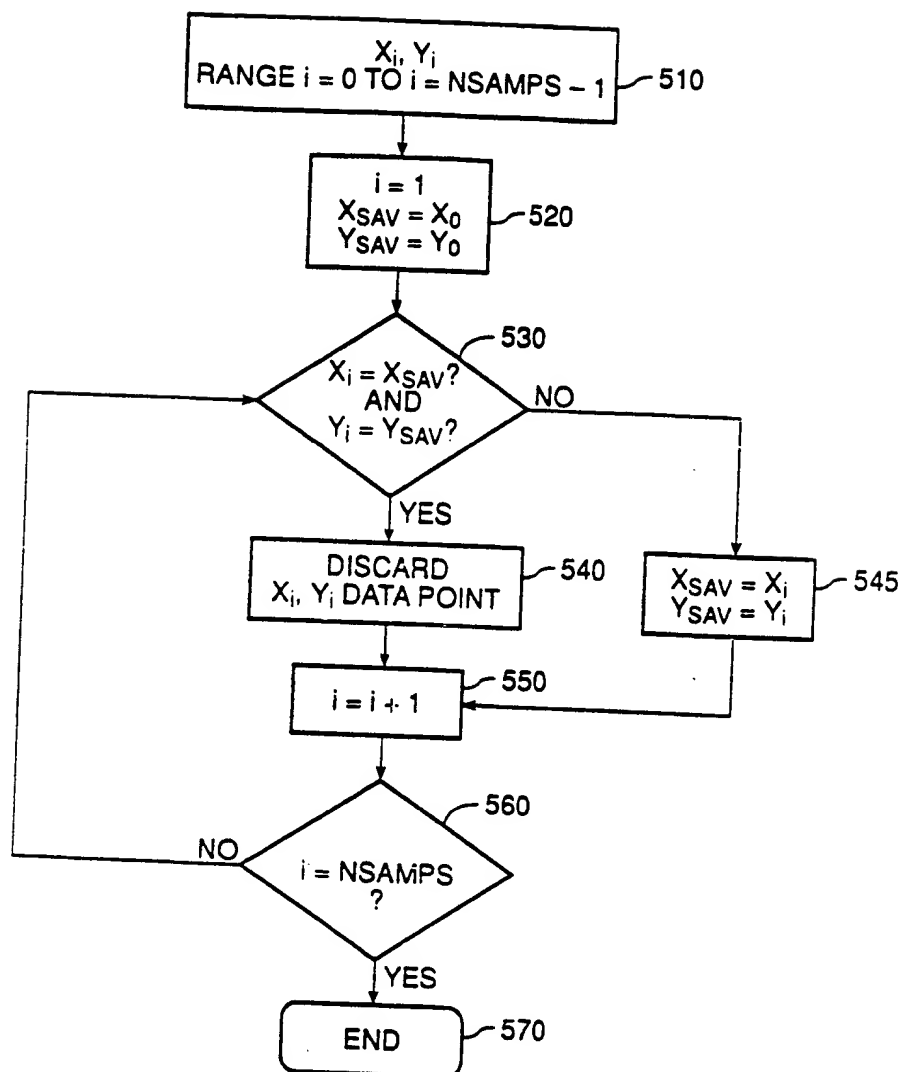 Xi, Yi
RANGE i = 0 TO i = NSAMPS – 1
510
i = 1
XSAV = X0
YSAV = Y0
520
530
Xi = XSAV?
AND
Yi = YSAV?
NO
YES
DISCARD
Xi, Yi DATA POINT
540
XSAV = Xi
YSAV = Yi
545
550
i = i + 1
560
NO
i = NSAMPS
?
YES
END
570